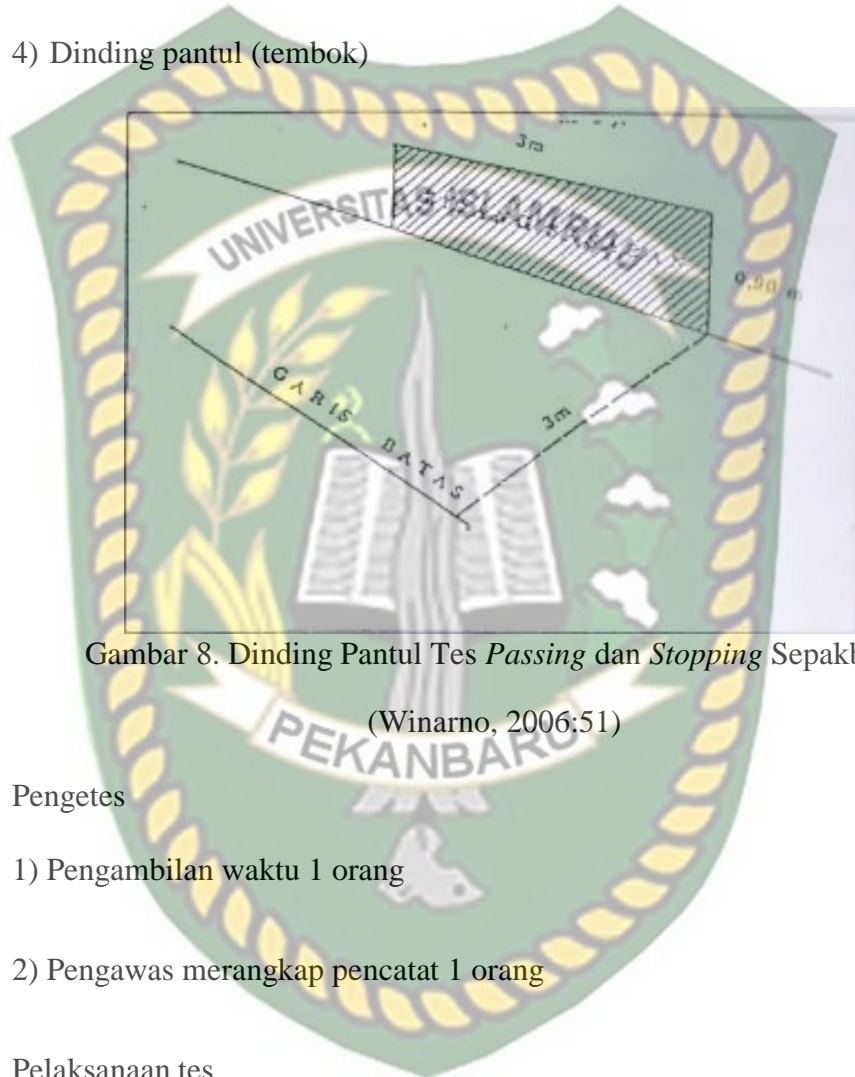 4) Dinding pantul (tembok)
3m
UNIVERSITAS ISLAM RIAU
0.90 m
GARIS BATAS
3m
Gambar 8. Dinding Pantul Tes Passing dan Stopping Sepakb
(Winarno, 2006:51)
PEKANBARU
Pengetes
1) Pengambilan waktu 1 orang
2) Pengawas merangkap pencatat 1 orang
Pelaksanaan tes